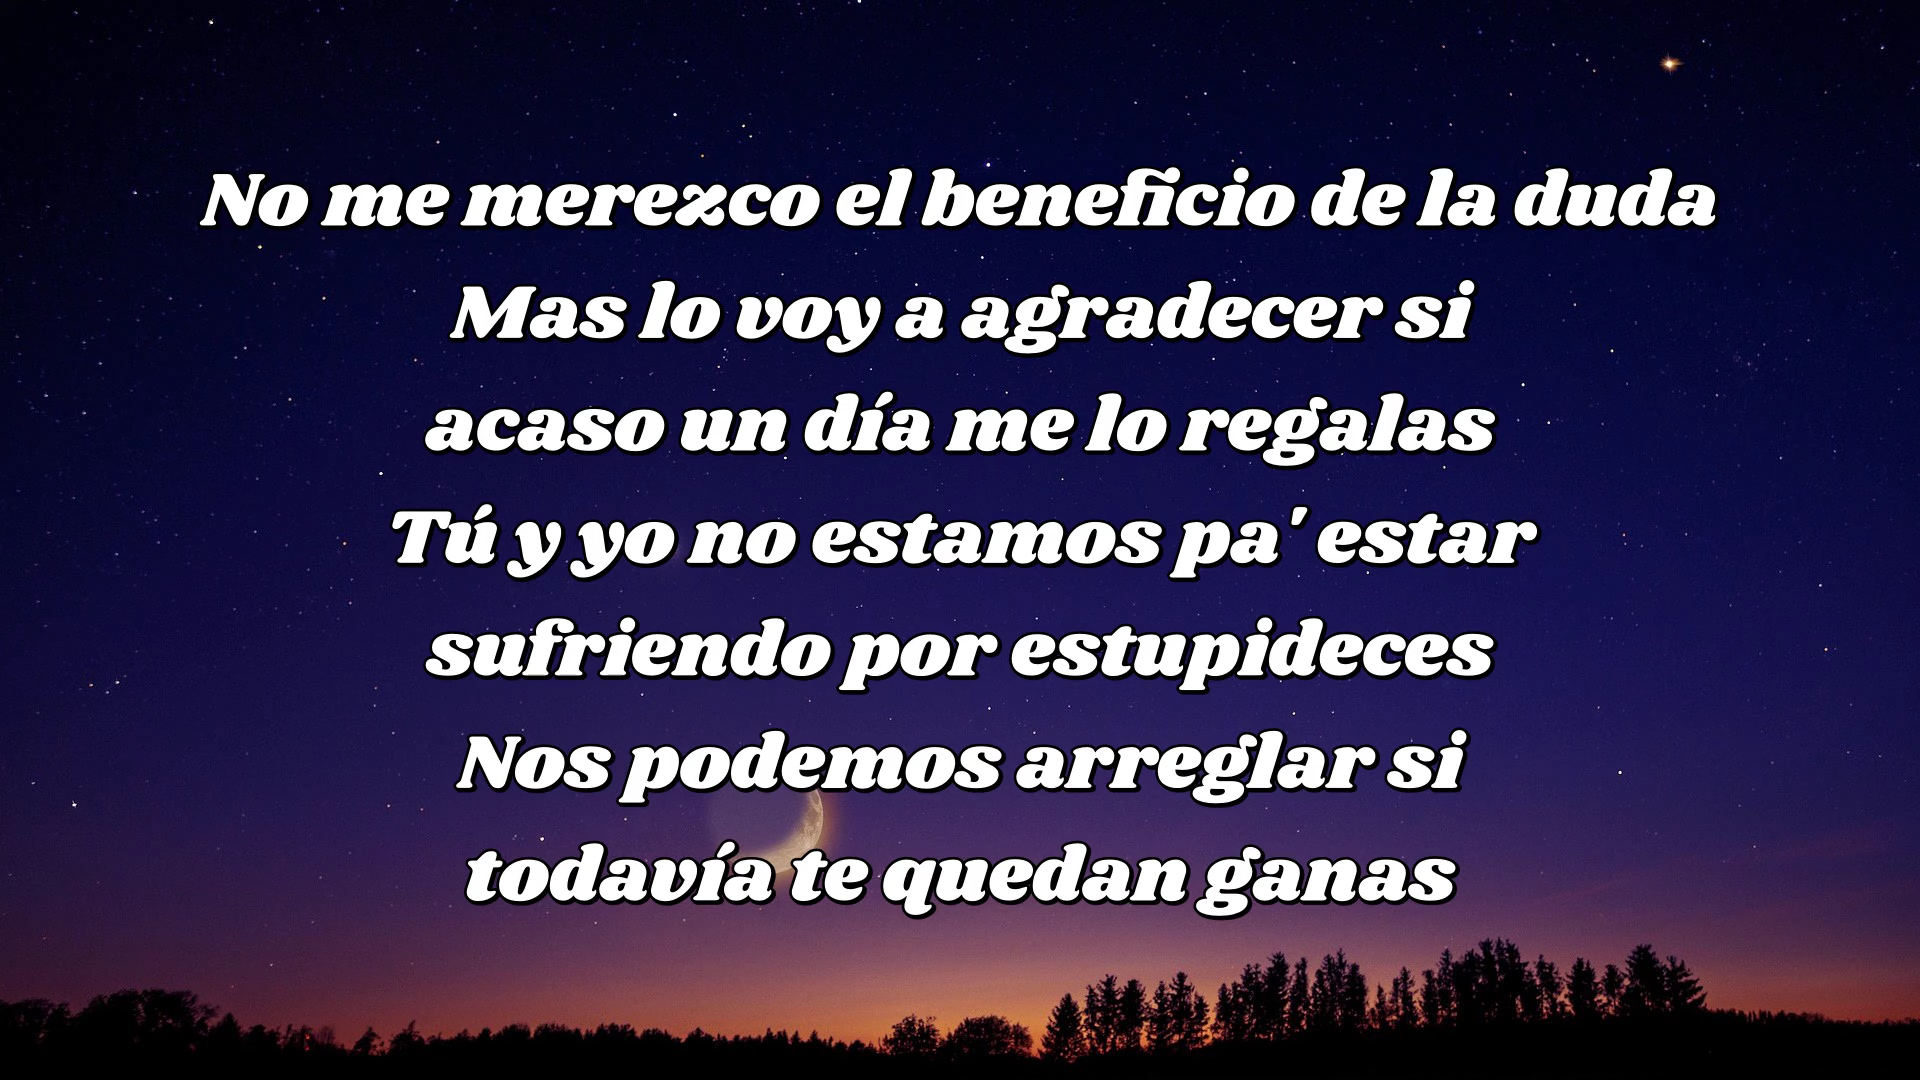 No me merezco el beneficio de la duda
Mas lo voy a agradecer si
acaso un día me lo regalas
Tú y yo no estamos pa' estar
sufriendo por estupideces
Nos podemos arreglar si
todavía te quedan ganas